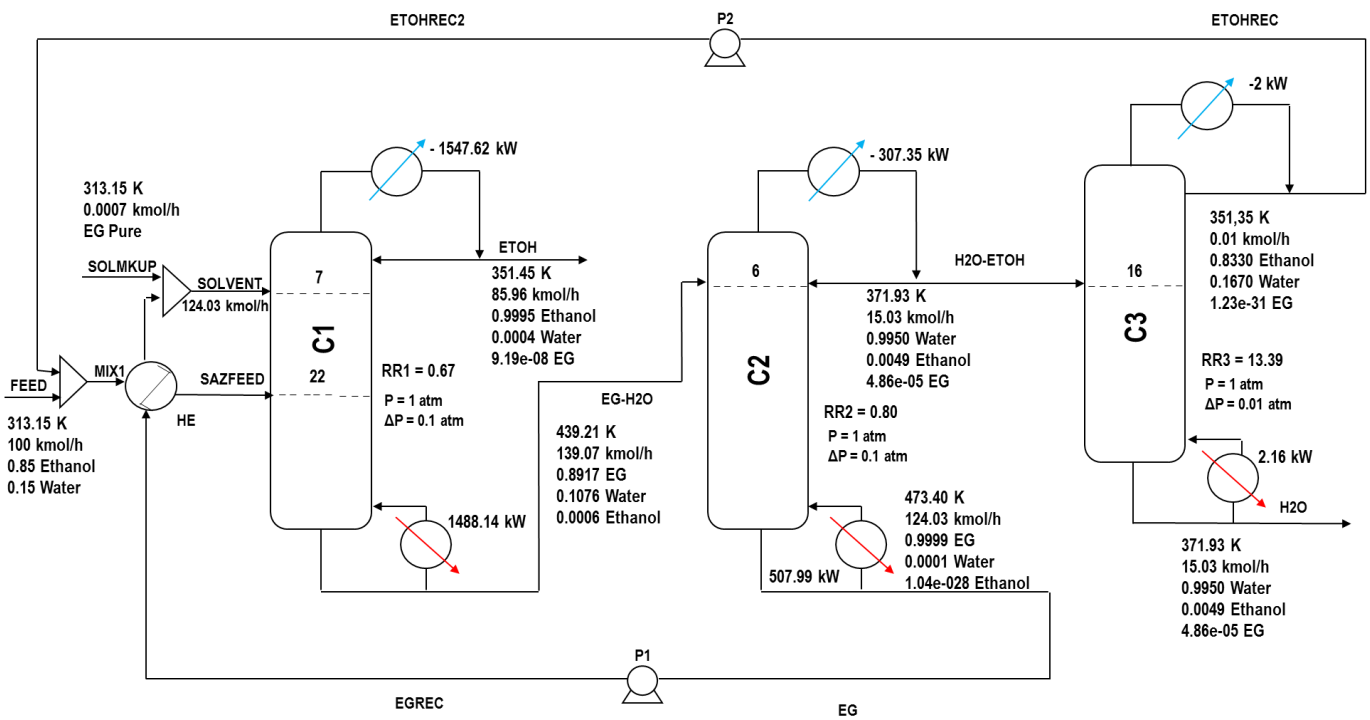 ETOHREC2
P2
ETOHREC
-2 kW
- 1547.62 kW
- 307.35 kW
313.15 K
0.0007 kmol/h
EG Pure
SOLMKUP
SOLVENT
124.03 kmol/h
7
C1
22
ETOH
351.45 K
85.96 kmol/h
0.9995 Ethanol
0.0004 Water
9.19e-08 EG
RR1 = 0.67
P = 1 atm
ΔP = 0.1 atm
FEED
MIX1
HE
SAZFEED
313.15 K
100 kmol/h
0.85 Ethanol
0.15 Water
1488.14 kW
EG-H2O
439.21 K
139.07 kmol/h
0.8917 EG
0.1076 Water
0.0006 Ethanol
6
C2
H2O-ETOH
371.93 K
15.03 kmol/h
0.9950 Water
0.0049 Ethanol
4.86e-05 EG
RR2 = 0.80
P = 1 atm
ΔP = 0.1 atm
473.40 K
124.03 kmol/h
0.9999 EG
0.0001 Water
1.04e-028 Ethanol
507.99 kW
16
C3
351,35 K
0.01 kmol/h
0.8330 Ethanol
0.1670 Water
1.23e-31 EG
RR3 = 13.39
P = 1 atm
ΔP = 0.01 atm
2.16 kW
H2O
371.93 K
15.03 kmol/h
0.9950 Water
0.0049 Ethanol
4.86e-05 EG
P1
EGREC
EG